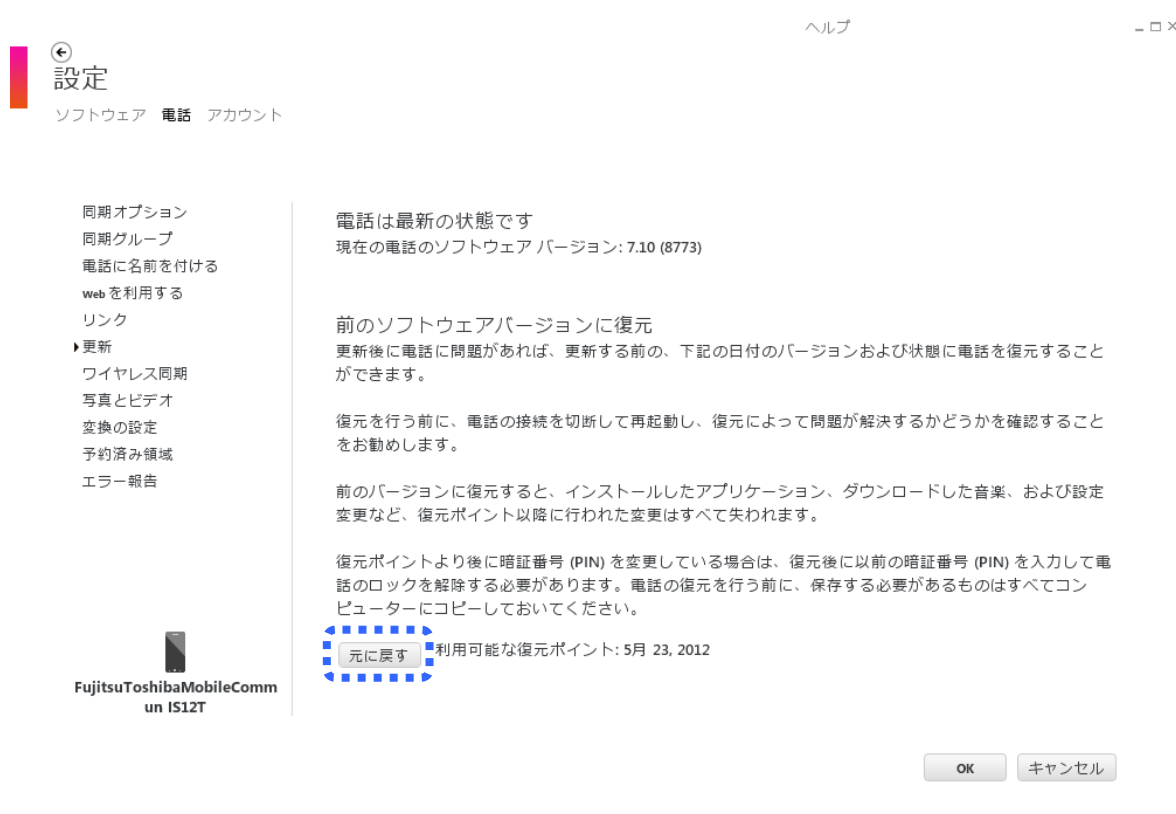 ヘルプ
設定
ソフトウェア 電話 アカウント
同期オプション
同期グループ
電話に名前を付ける
Web を利用する
リンク
更新
ワイヤレス同期
写真とビデオ
変換の設定
予約済み領域
エラー報告
FujitsuToshibaMobileComm
un IS12T
電話は最新の状態です
現在の電話のソフトウェア バージョン: 7.10 (8773)
前のソフトウェアバージョンに復元
更新後に電話に問題があれば、更新する前の、下記の日付のバージョンおよび状態に電話を復元すること
ができます。
復元を行う前に、電話の接続を切断して再起動し、復元によって問題が解決するかどうかを確認すること
をお勧めします。
前のバージョンに復元すると、インストールしたアプリケーション、ダウンロードした音楽、および設定
変更など、復元ポイント以降に行われた変更はすべて失われます。
復元ポイントより後に暗証番号 (PIN) を変更している場合は、復元後に以前の暗証番号 (PIN) を入力して電
話のロックを解除する必要があります。電話の復元を行う前に、保存する必要があるものはすべてコン
ピューターにコピーしておいてください。
元に戻す 利用可能な復元ポイント: 5月 23, 2012
OK キャンセル